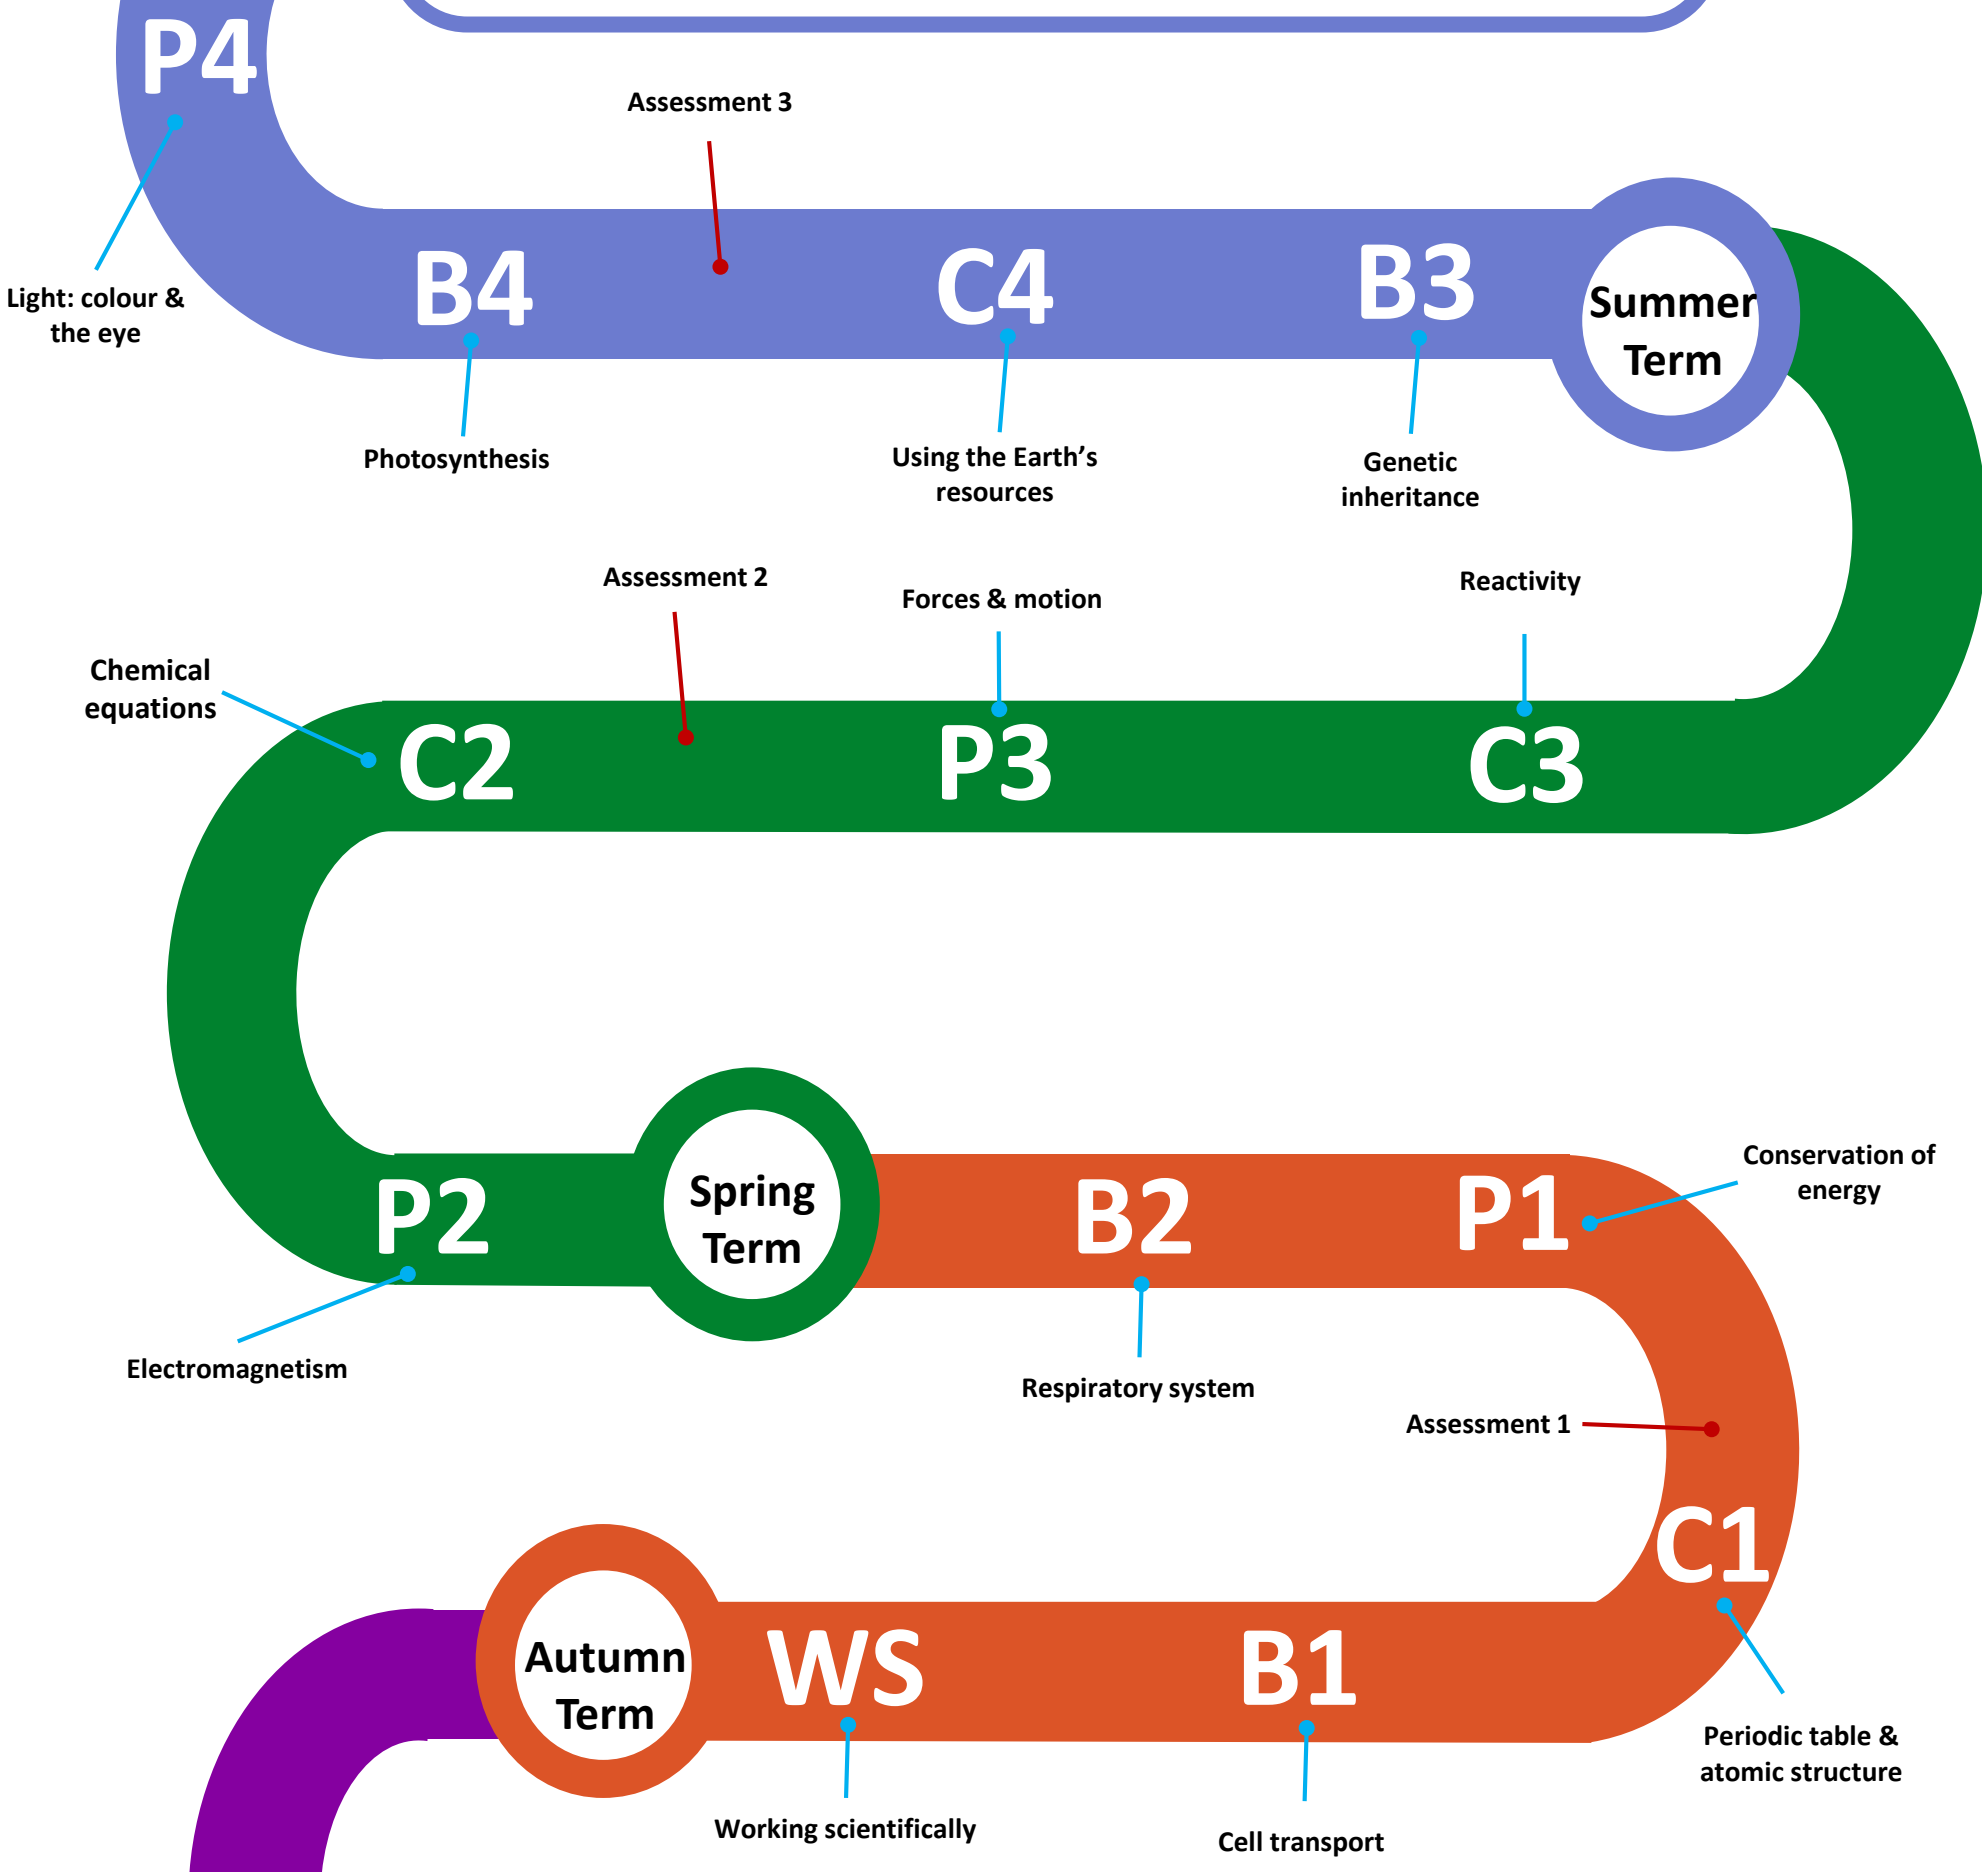 P4
Assessment 3
B4
C4
B3
Summer
Term
Light: colour &
the eye
Photosynthesis
Using the Earth’s
resources
Genetic
inheritance
Assessment 2
Forces & motion
Reactivity
Chemical
equations
C2
P3
C3
P2
Spring
Term
B2
P1
Conservation of
energy
Electromagnetism
Respiratory system
Assessment 1
C1
Autumn
Term
WS
B1
Periodic table &
atomic structure
Working scientifically
Cell transport